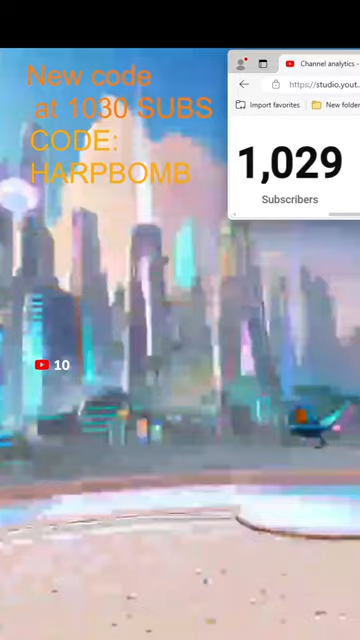 New code
at 1030 SUBS
CODE:
HARPBOMB
Channel analytics -
https://studio.yout...
Import favorites
New folder
1,029
Subscribers
10